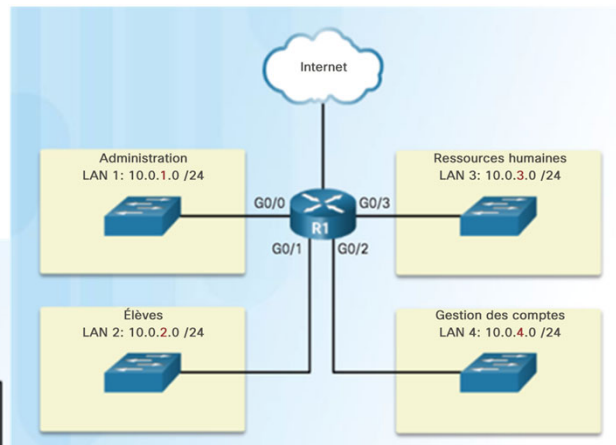 Internet
Administration
LAN 1: 10.0.1.0 /24
Ressources humaines
LAN 3: 10.0.3.0 /24
G0/0
G0/3
R1
G0/1
G0/2
Élèves
LAN 2: 10.0.2.0 /24
Gestion des comptes
LAN 4: 10.0.4.0 /24